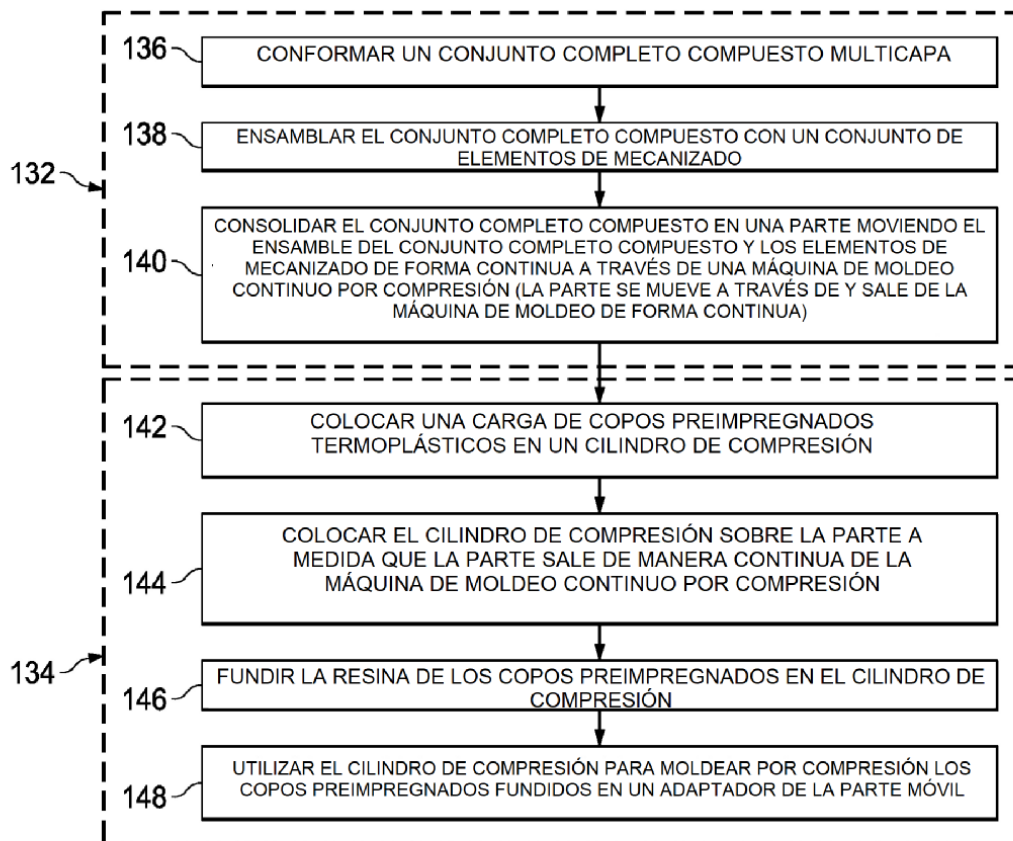 136
CONFORMAR UN CONJUNTO COMPLETO COMPUESTO MULTICAPA
138
ENSAMBLAR EL CONJUNTO COMPLETO COMPUESTO CON UN CONJUNTO DE
ELEMENTOS DE MECANIZADO
132
140
CONSOLIDAR EL CONJUNTO COMPLETO COMPUESTO EN UNA PARTE MOVIENDO EL
ENSAMBLE DEL CONJUNTO COMPLETO COMPUESTO Y LOS ELEMENTOS DE
MECANIZADO DE FORMA CONTINUA A TRAVÉS DE UNA MÁQUINA DE MOLDEO
CONTINUO POR COMPRESIÓN (LA PARTE SE MUEVE A TRAVÉS DE Y SALE DE LA
MÁQUINA DE MOLDEO DE FORMA CONTINUA)
142
COLOCAR UNA CARGA DE COPOS PREIMPREGNADOS
TERMOPLÁSTICOS EN UN CILINDRO DE COMPRESIÓN
144
COLOCAR EL CILINDRO DE COMPRESIÓN SOBRE LA PARTE A
MEDIDA QUE LA PARTE SALE DE MANERA CONTINUA DE LA
MÁQUINA DE MOLDEO CONTINUO POR COMPRESIÓN
134
146
FUNDIR LA RESINA DE LOS COPOS PREIMPREGNADOS EN EL CILINDRO DE
COMPRESIÓN
148
UTILIZAR EL CILINDRO DE COMPRESIÓN PARA MOLDEAR POR COMPRESIÓN LOS
COPOS PREIMPREGNADOS FUNDIDOS EN UN ADAPTADOR DE LA PARTE MÓVIL